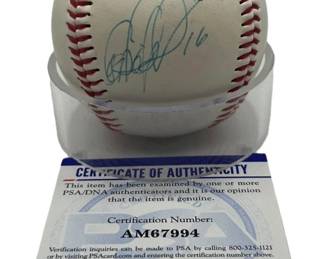 16
CERTIFICATE OF AUTHENTICITY
This item has been examined by one or more
PSA/DNA authenticators and it is our opinion
that the item is genuine.
Certification Number:
AM67994
Verification inquiries can be made to PSA by calling 800-325-1121
or by visiting PSAcard.com and entering the certification number above.